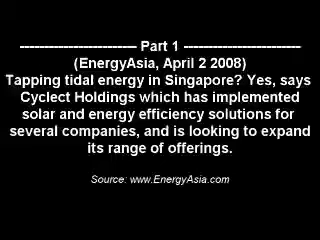 ------------------------ Part 1 ------------------------
(EnergyAsia, April 2 2008)
Tapping tidal energy in Singapore? Yes, says
Cyclect Holdings which has implemented
solar and energy efficiency solutions for
several companies, and is looking to expand
its range of offerings.
Source: www.EnergyAsia.com